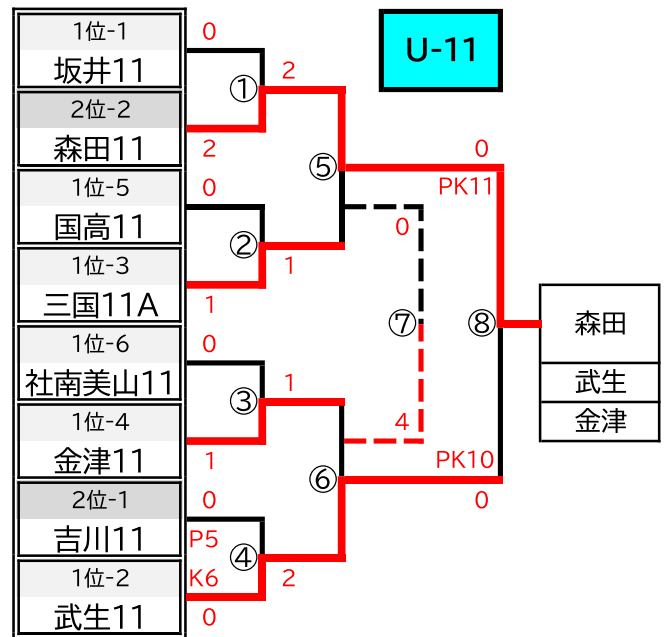 U-11
1位-1
坂井11
0
①
2
2位-2
森田11
2
⑤
0
PK11
1位-5
国高11
0
②
0
1位-3
三国11A
1
1
⑦
⑧
森田
武生
金津
1位-6
社南美山11
0
③
1
1位-4
金津11
1
4
PK10
⑥
0
2位-1
吉川11
0
P5
④
1位-2
武生11
K6
0
2